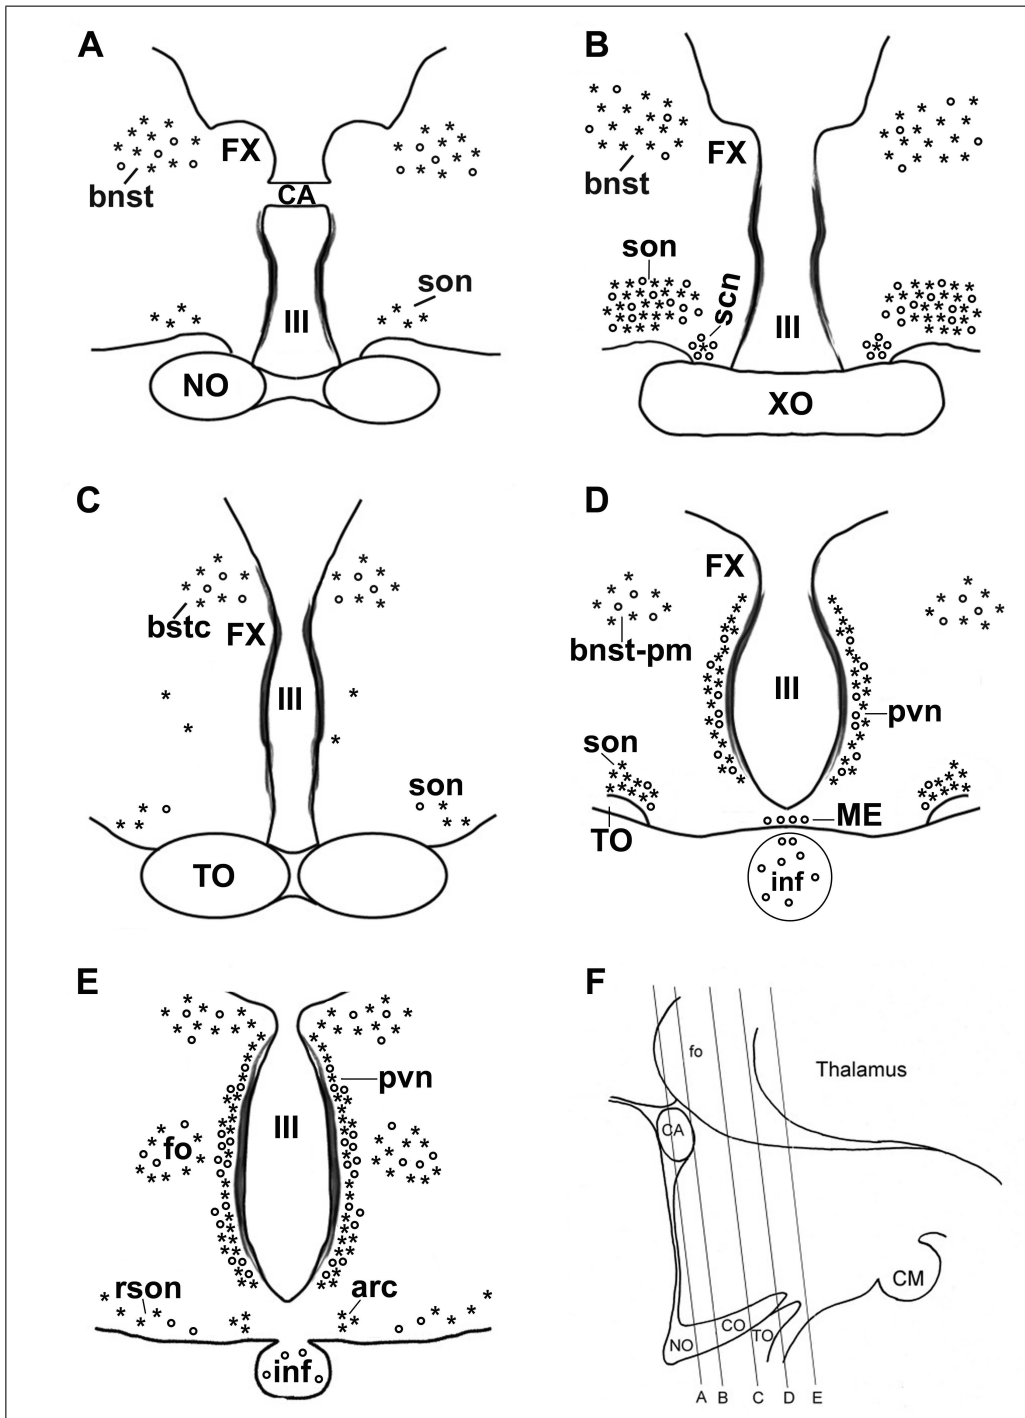 A
FX
CA
bnst
son
III
NO
B
FX
bnst
son
scn
III
XO
C
bstc
FX
III
son
TO
D
FX
bnst-pm
III
pvn
son
ME
TO
inf
E
pvn
III
fo
rson
arc
inf
F
fo
Thalamus
CA
CM
CO
TO
NO
A B C D E